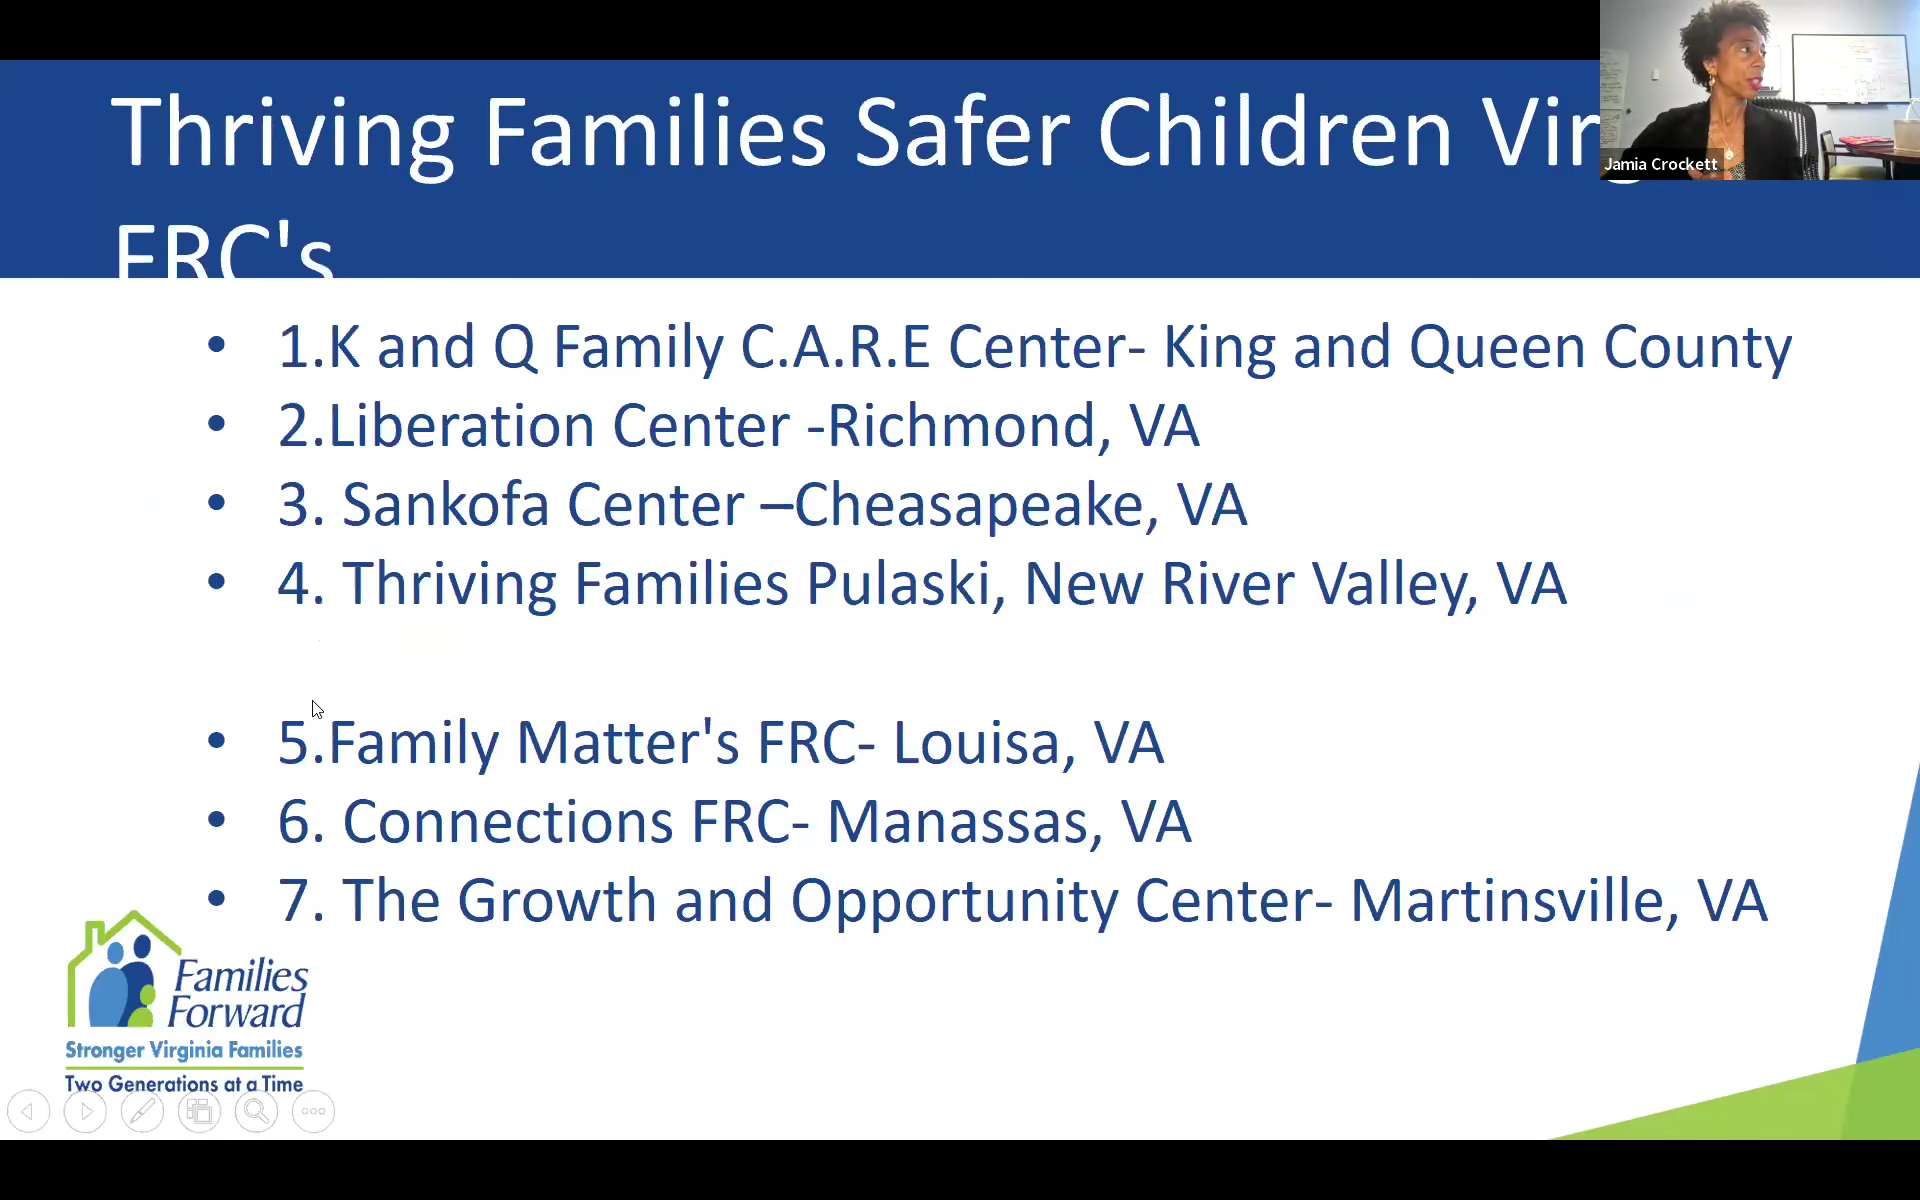 Thriving Families Safer Children
FRC's
Jamia Crockett
• 1.K and Q Family C.A.R.E Center- King and Queen County
• 2.Liberation Center -Richmond, VA
• 3. Sankofa Center –Cheasapeake, VA
• 4. Thriving Families Pulaski, New River Valley, VA
• 5.Family Matter's FRC- Louisa, VA
• 6. Connections FRC- Manassas, VA
• 7. The Growth and Opportunity Center- Martinsville, VA
Families
Forward
Stronger Virginia Families
Two Generations at a Time